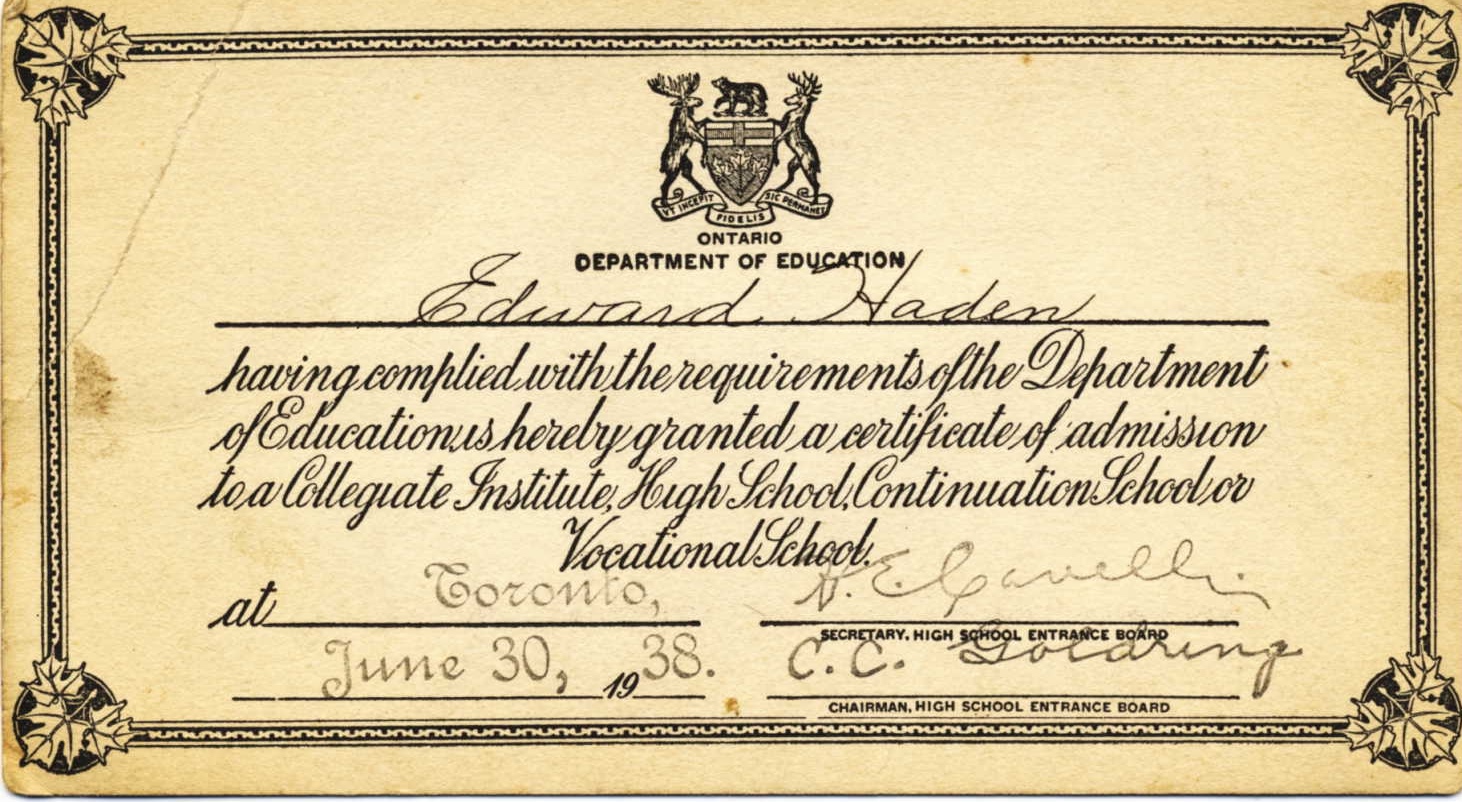 VT INCEPIT FIDELIS SIC PERMANET
ONTARIO
DEPARTMENT OF EDUCATION
Edward Haden
having complied with the requirements of the Department
of Education, is hereby granted a certificate of admission
to a Collegiate Institute, High School, Continuation School or
Vocational School.
at Toronto,
H. E. Cavell
SECRETARY, HIGH SCHOOL ENTRANCE BOARD
June 30, 1938.
C. C. Goldring
CHAIRMAN, HIGH SCHOOL ENTRANCE BOARD